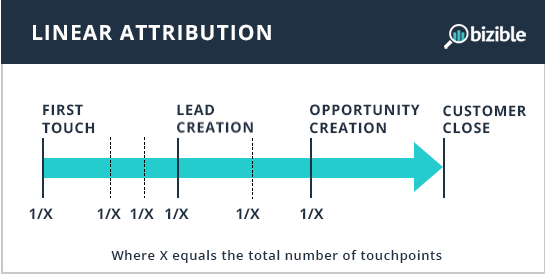 LINEAR ATTRIBUTION
bizible
FIRST
TOUCH
LEAD
CREATION
OPPORTUNITY
CREATION
CUSTOMER
CLOSE
1/X 1/X 1/X 1/X 1/X 1/X
Where X equals the total number of touchpoints